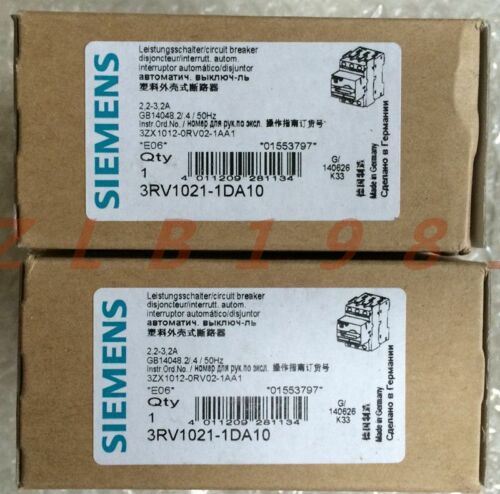 SIEMENS
Leistungsschalter/circuit breaker
disjoncteur/interrutt. autom.
interruptor automático/disjuntor
автоматич. выключ-ль
塑料外壳式断路器
2,2-3,2A
GB14048.2/.4 / 50Hz
Instr.Ord.No./ номер для рук.по экспл. 操作指南订货号
3ZX1012-0RV02-1AA1
"E06" "01553797"
Qty
1
4 011209 281134
3RV1021-1DA10
G/
140626
K33
德国制造
Made in Germany
Сделано в Германии
ZLB198
SIEMENS
Leistungsschalter/circuit breaker
disjoncteur/interrutt. autom.
interruptor automático/disjuntor
автоматич. выключ-ль
塑料外壳式断路器
2,2-3,2A
GB14048.2/.4 / 50Hz
Instr.Ord.No./ номер для рук.по экспл. 操作指南订货号
3ZX1012-0RV02-1AA1
"E06" "01553797"
Qty
1
4 011209 281134
3RV1021-1DA10
G/
140626
K33
德国制造
Made in Germany
Сделано в Германии